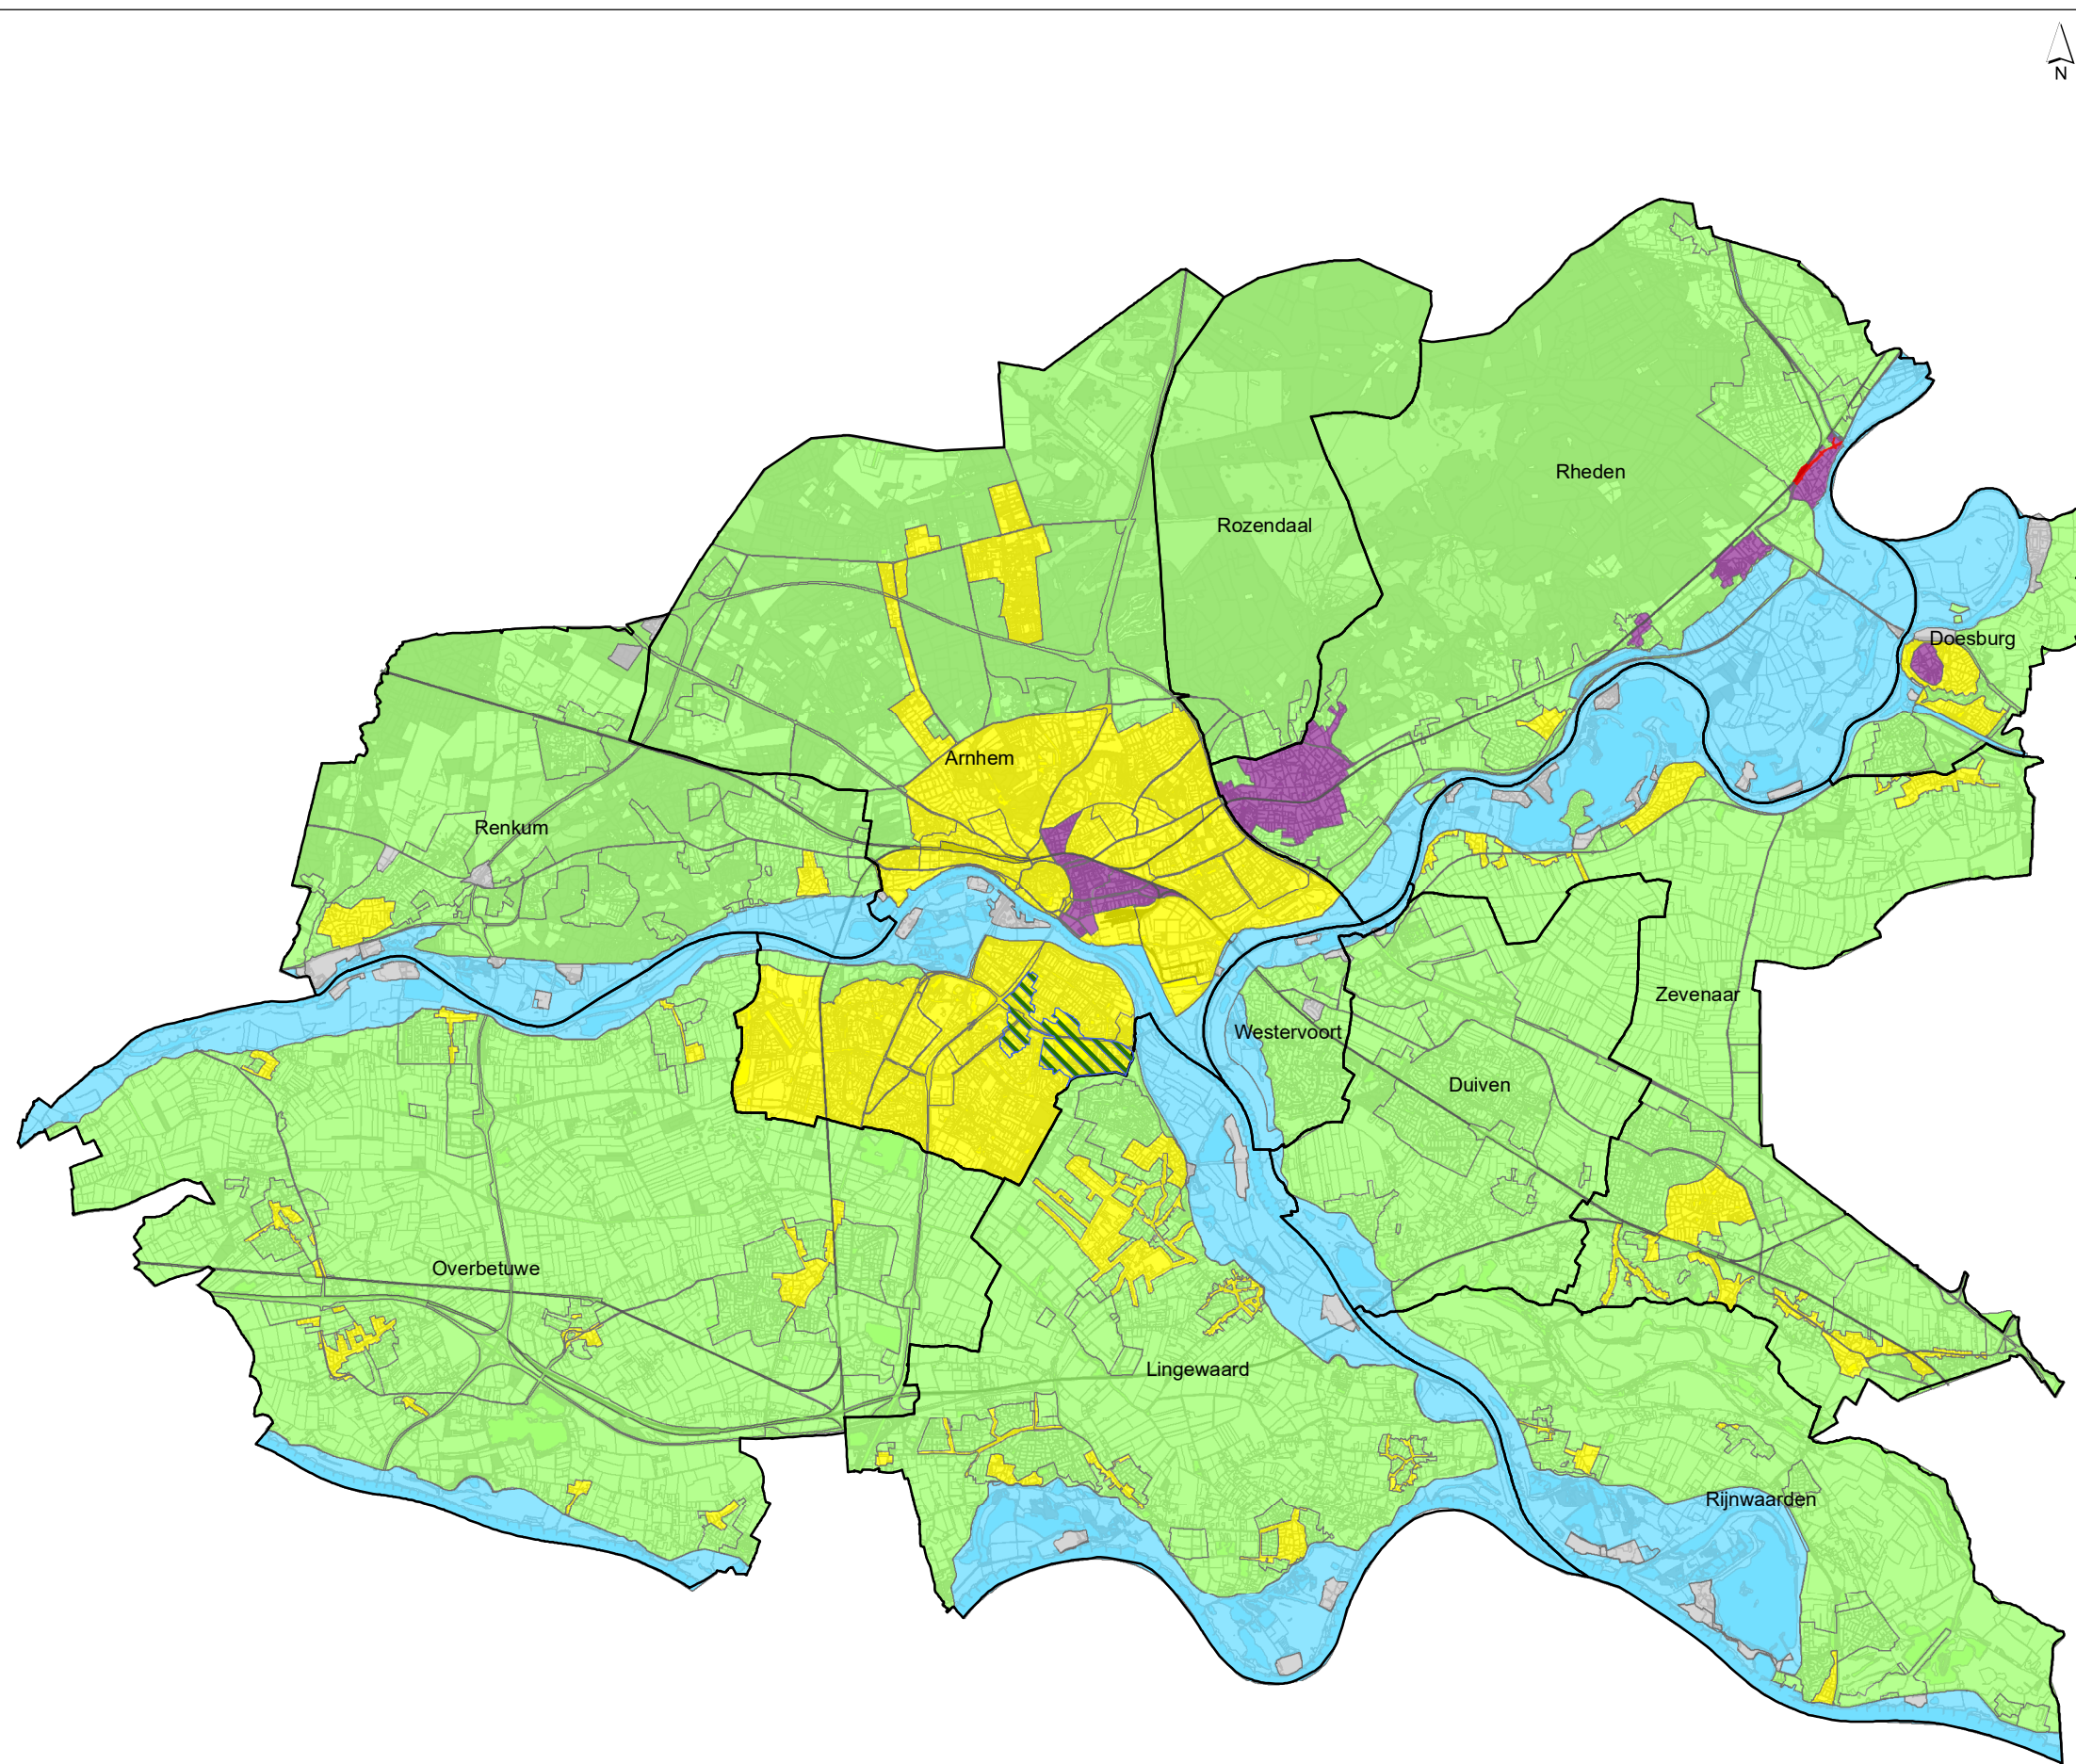 N
Rheden
Rozendaal
Doesburg
Arnhem
Renkum
Zevenaar
Westervoort
Duiven
Overbetuwe
Lingewaard
Rijnwaarden